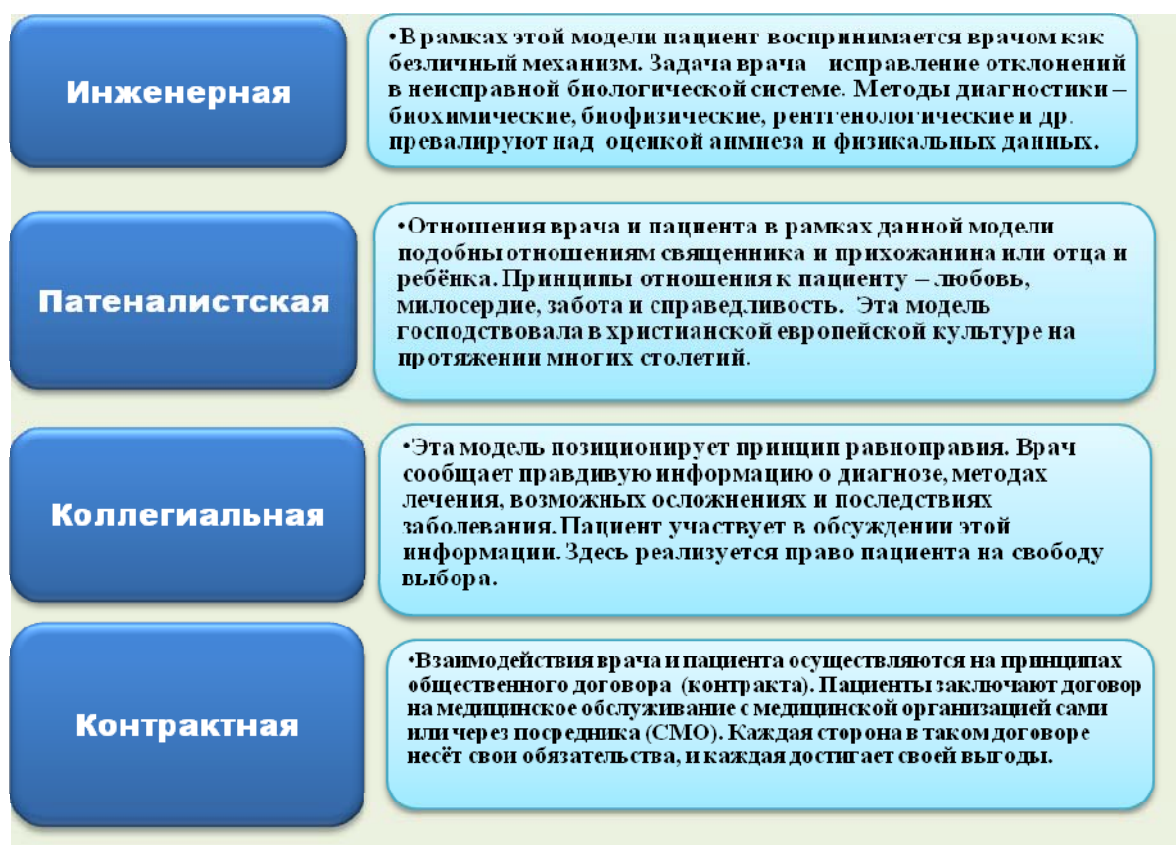 Инженерная
•В рамках этой модели пациент воспринимается врачом как
безличный механизм. Задача врача исправление отклонений
в неисправной биологической системе. Методы диагностики –
биохимические, биофизические, рентгенологические и др.
превалируют над оценкой анмнеза и физикальных данных.
Патеналистская
•Отношения врача и пациента в рамках данной модели
подобны отношениям священника и прихожанина или отца и
ребёнка. Принципы отношения к пациенту – любовь,
милосердие, забота и справедливость. Эта модель
господствовала в христианской европейской культуре на
протяжении многих столетий.
Коллегиальная
•Эта модель позиционирует принцип равноправия. Врач
сообщает правдивую информацию о диагнозе, методах
лечения, возможных осложнениях и последствиях
заболевания. Пациент участвует в обсуждении этой
информации. Здесь реализуется право пациента на свободу
выбора.
Контрактная
•Взаимодействия врача и пациента осуществляются на принципах
общественного договора (контракта). Пациенты заключают договор
на медицинское обслуживание с медицинской организацией сами
или через посредника (СМО). Каждая сторона в таком договоре
несёт свои обязательства, и каждая достигает своей выгоды.